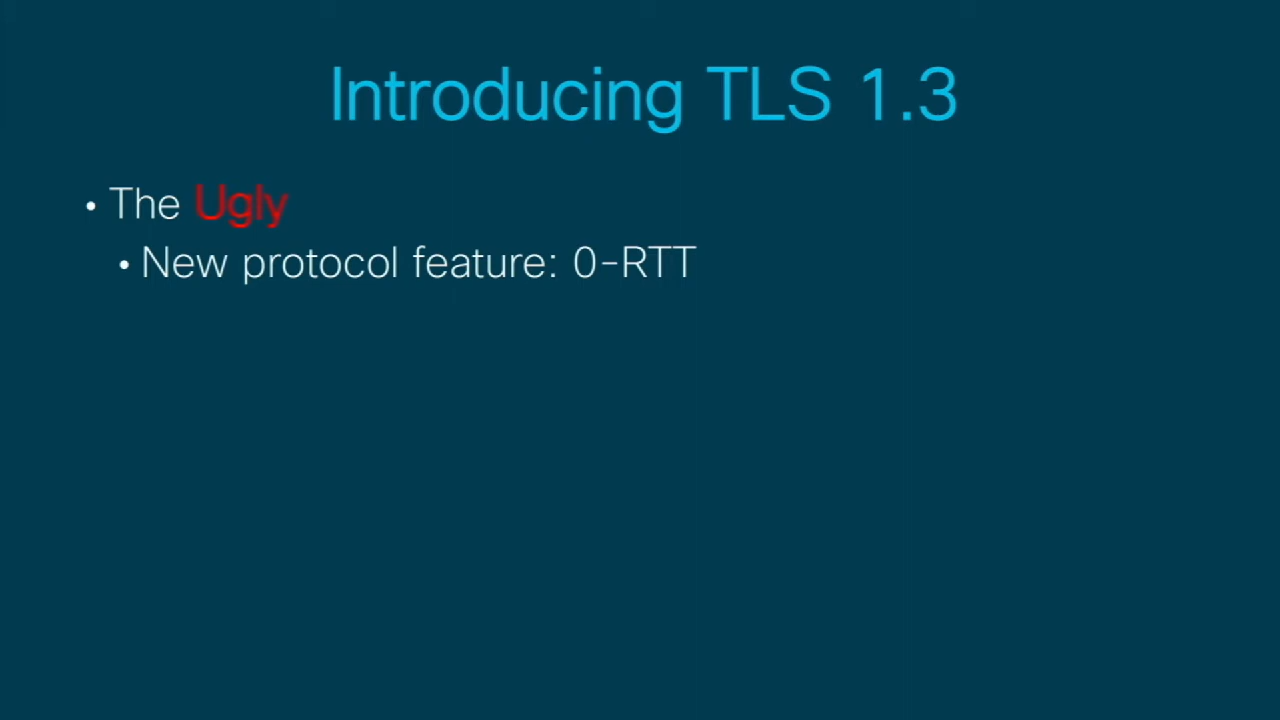 Introducing TLS 1.3
• The Ugly
• New protocol feature: 0-RTT